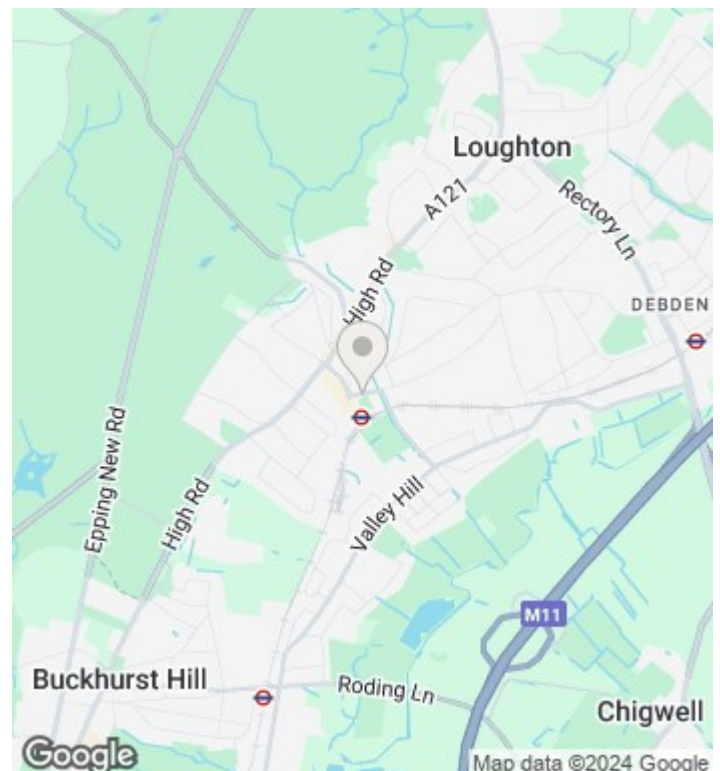 Loughton
A121
Rectory Ln
High Rd
DEBDEN
Epping New Rd
High Rd
Valley Hill
M11
Buckhurst Hill
Roding Ln
Chigwell
Google
Map data ©2024 Google